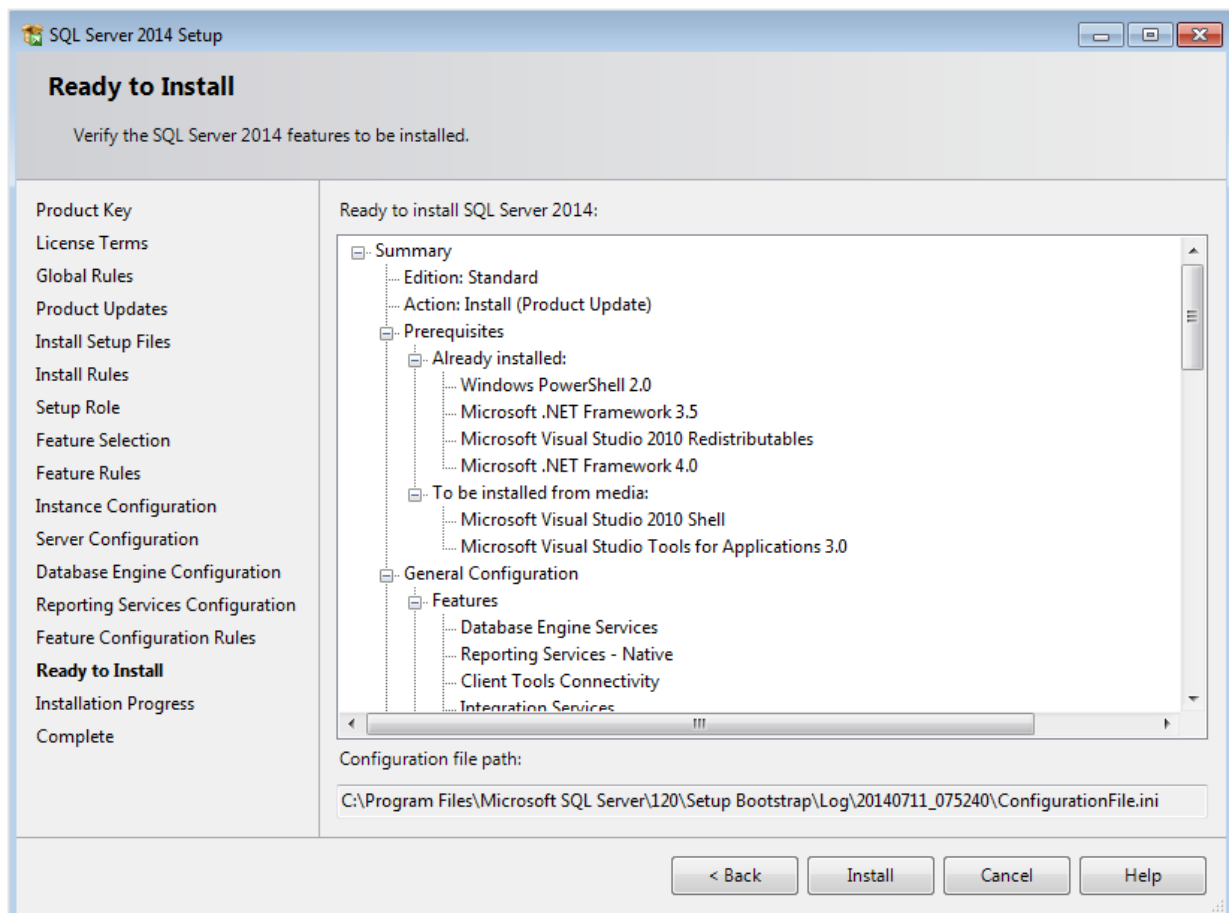 SQL Server 2014 Setup
Ready to Install
Verify the SQL Server 2014 features to be installed.
Product Key
License Terms
Global Rules
Product Updates
Install Setup Files
Install Rules
Setup Role
Feature Selection
Feature Rules
Instance Configuration
Server Configuration
Database Engine Configuration
Reporting Services Configuration
Feature Configuration Rules
Ready to Install
Installation Progress
Complete
Ready to install SQL Server 2014:
Summary
Edition: Standard
Action: Install (Product Update)
Prerequisites
Already installed:
Windows PowerShell 2.0
Microsoft .NET Framework 3.5
Microsoft Visual Studio 2010 Redistributables
Microsoft .NET Framework 4.0
To be installed from media:
Microsoft Visual Studio 2010 Shell
Microsoft Visual Studio Tools for Applications 3.0
General Configuration
Features
Database Engine Services
Reporting Services - Native
Client Tools Connectivity
Integration Services
Configuration file path:
C:\Program Files\Microsoft SQL Server\120\Setup Bootstrap\Log\20140711_075240\ConfigurationFile.ini
< Back Install Cancel Help